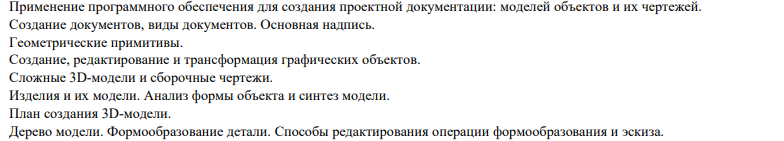 Применение программного обеспечения для создания проектной документации: моделей объектов и их чертежей.
Создание документов, виды документов. Основная надпись.
Геометрические примитивы.
Создание, редактирование и трансформация графических объектов.
Сложные 3D-модели и сборочные чертежи.
Изделия и их модели. Анализ формы объекта и синтез модели.
План создания 3D-модели.
Дерево модели. Формообразование детали. Способы редактирования операции формообразования и эскиза.